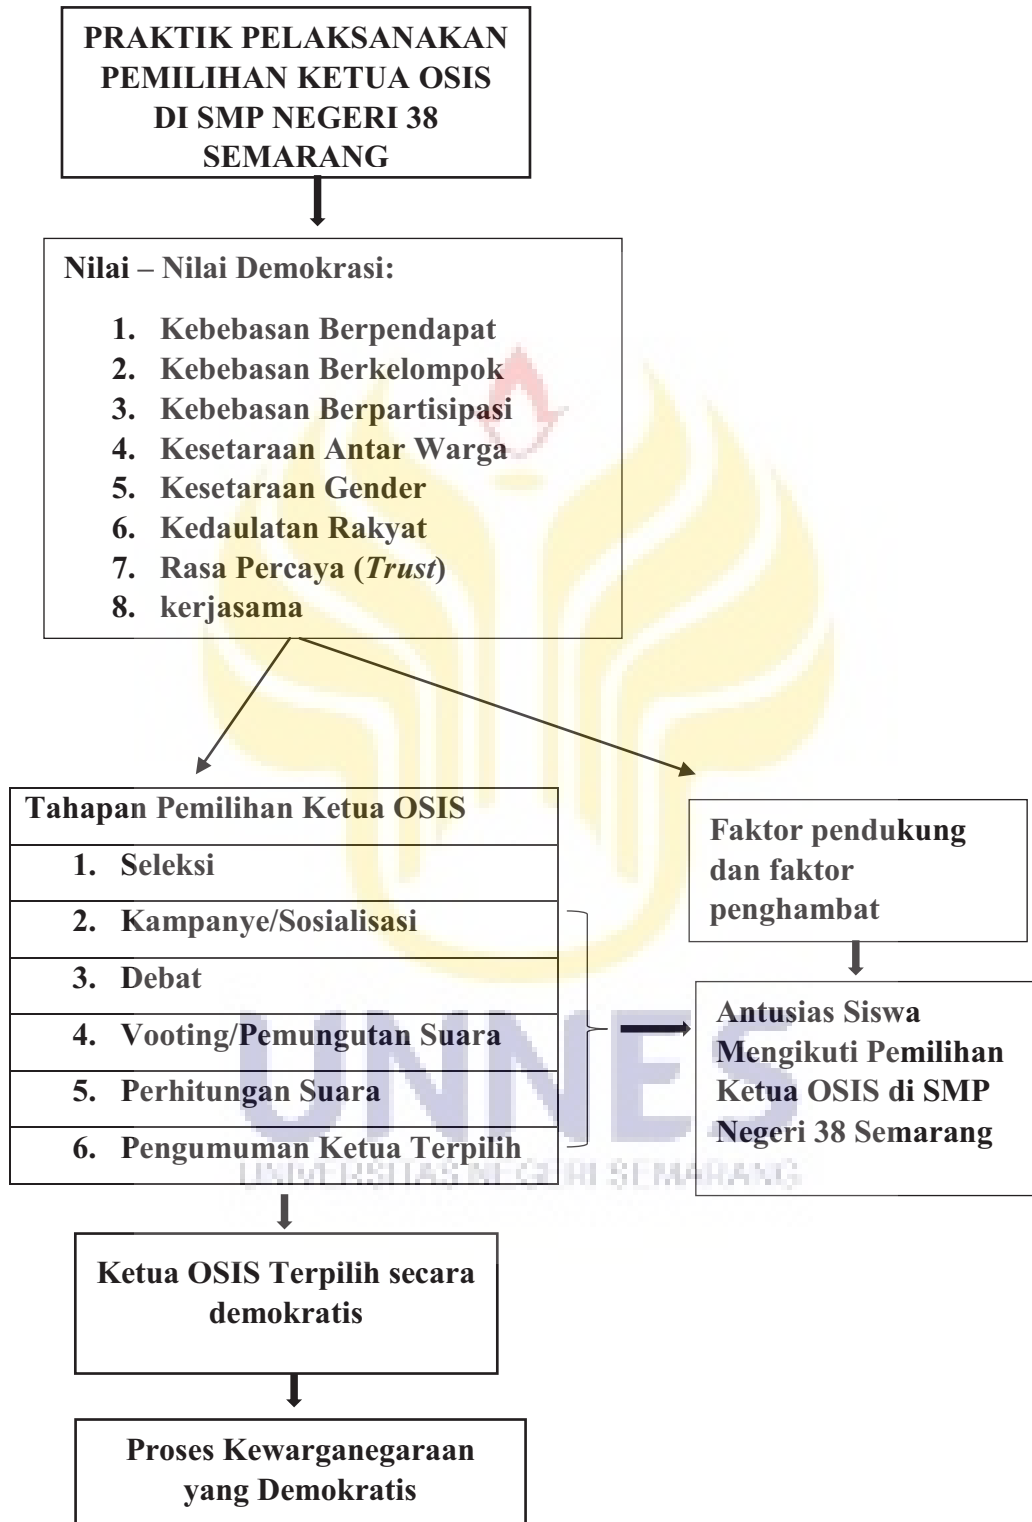 PRAKTIK PELAKSANAKAN
PEMILIHAN KETUA OSIS
DI SMP NEGERI 38
SEMARANG
Nilai – Nilai Demokrasi:
1. Kebebasan Berpendapat
2. Kebebasan Berkelompok
3. Kebebasan Berpartisipasi
4. Kesetaraan Antar Warga
5. Kesetaraan Gender
6. Kedaulatan Rakyat
7. Rasa Percaya (Trust)
8. kerjasama
Tahapan Pemilihan Ketua OSIS
1. Seleksi
2. Kampanye/Sosialisasi
3. Debat
4. Vooting/Pemungutan Suara
5. Perhitungan Suara
6. Pengumuman Ketua Terpilih
Faktor pendukung
dan faktor
penghambat
Antusias Siswa
Mengikuti Pemilihan
Ketua OSIS di SMP
Negeri 38 Semarang
UNNES
UNIVERSITAS NEGERI SEMARANG
Ketua OSIS Terpilih secara
demokratis
Proses Kewarganegaraan
yang Demokratis